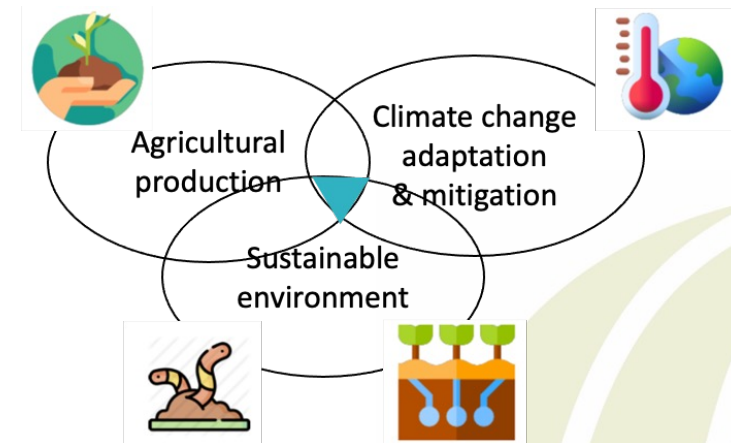 Agricultural
production
Climate change
adaptation
& mitigation
Sustainable
environment